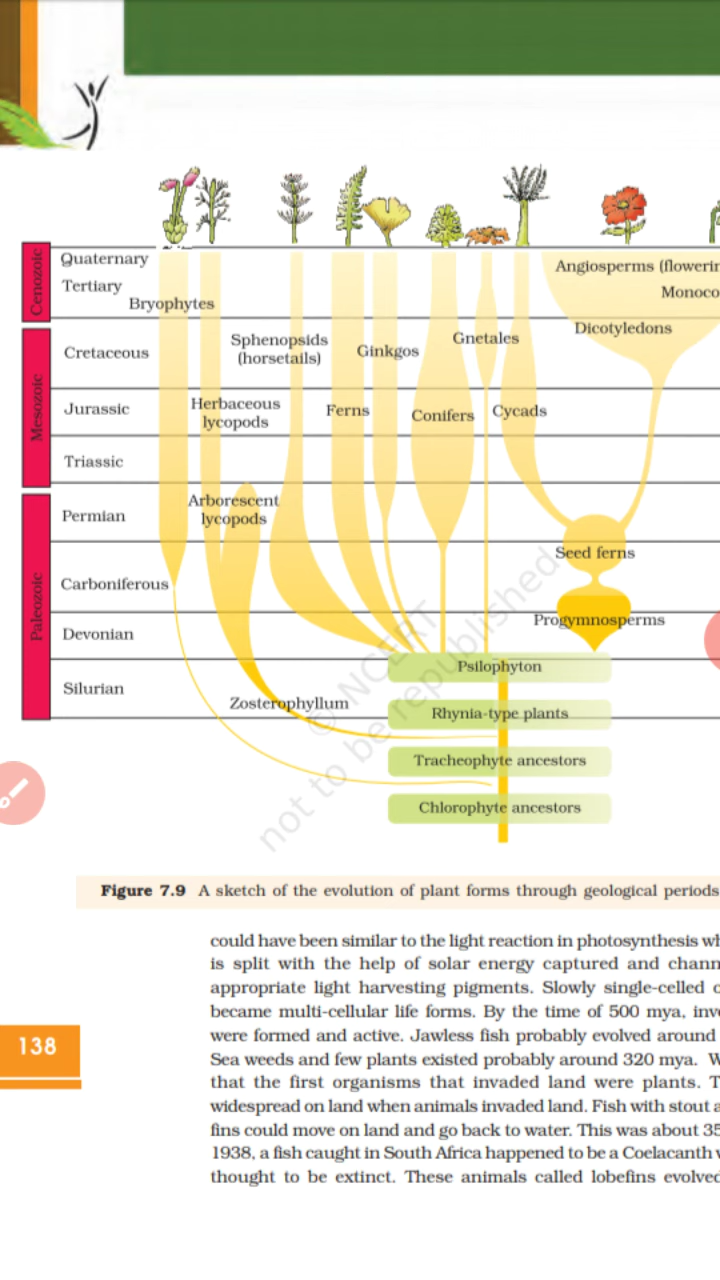 Cenozoic
Quaternary
Tertiary
Bryophytes
Angiosperms (flowerin
Monoco
Dicotyledons
Mesozoic
Cretaceous
Sphenopsids
(horsetails)
Ginkgos
Gnetales
Jurassic
Herbaceous
lycopods
Ferns
Conifers
Cycads
Triassic
Paleozoic
Permian
Arborescent
lycopods
Seed ferns
Carboniferous
Progymnosperms
Devonian
Psilophyton
Silurian
Zosterophyllum
Rhynia-type plants
Tracheophyte ancestors
Chlorophyte ancestors
© NCERT
not to be republished
Figure 7.9 A sketch of the evolution of plant forms through geological periods
could have been similar to the light reaction in photosynthesis wh
is split with the help of solar energy captured and chann
appropriate light harvesting pigments. Slowly single-celled o
became multi-cellular life forms. By the time of 500 mya, inve
were formed and active. Jawless fish probably evolved around
138
Sea weeds and few plants existed probably around 320 mya. W
that the first organisms that invaded land were plants. T
widespread on land when animals invaded land. Fish with stout a
fins could move on land and go back to water. This was about 35
1938, a fish caught in South Africa happened to be a Coelacanth w
thought to be extinct. These animals called lobefins evolved